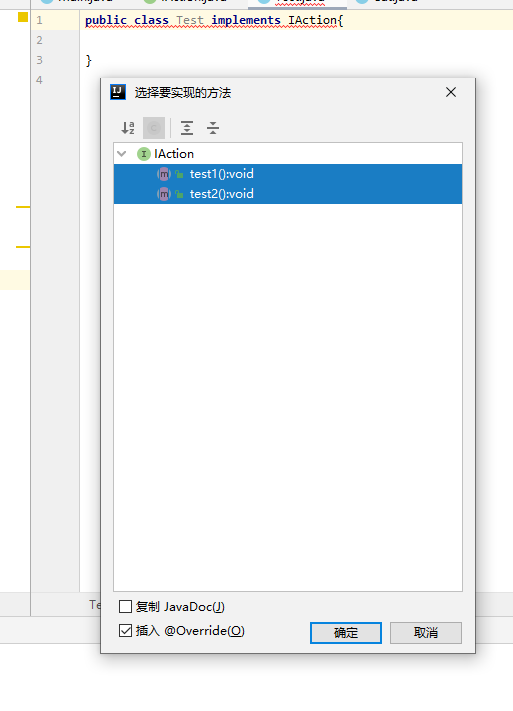 1 public class Test implements IAction{
2
3 }
4
IJ 选择要实现的方法
I IAction
m test1():void
m test2():void
复制 JavaDoc(J)
插入 @Override(O)
确定 取消
Te